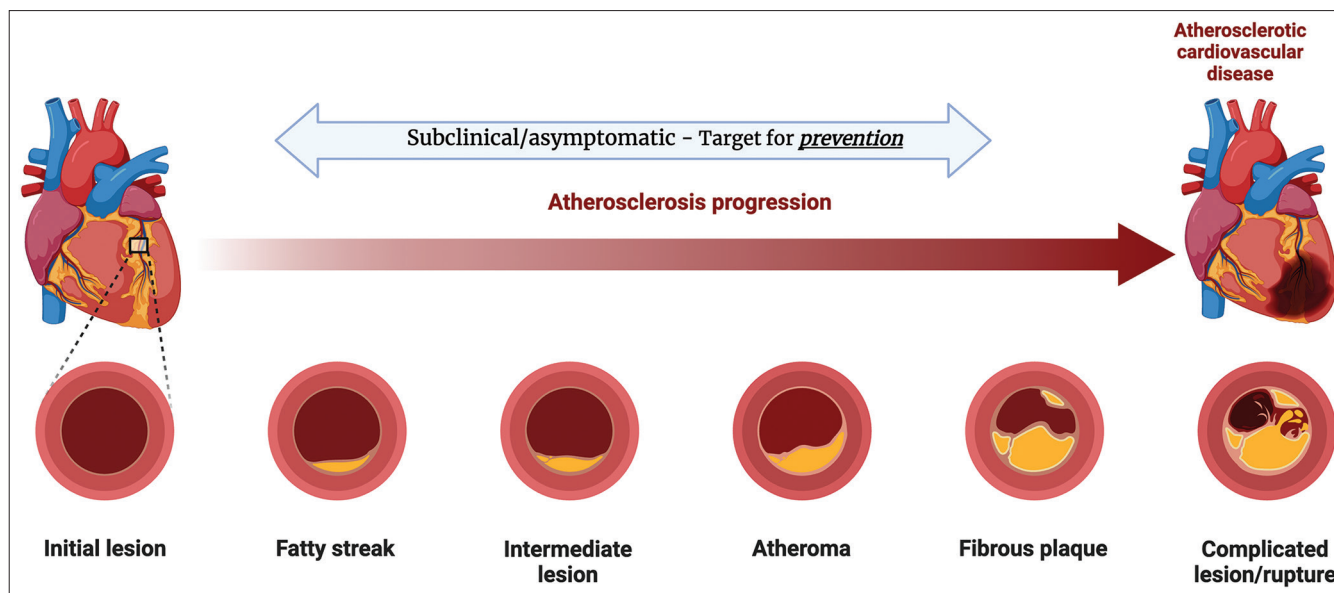 Atherosclerotic
cardiovascular
disease
Subclinical/asymptomatic - Target for prevention
Atherosclerosis progression
Initial lesion
Fatty streak
Intermediate
lesion
Atheroma
Fibrous plaque
Complicated
lesion/rupture